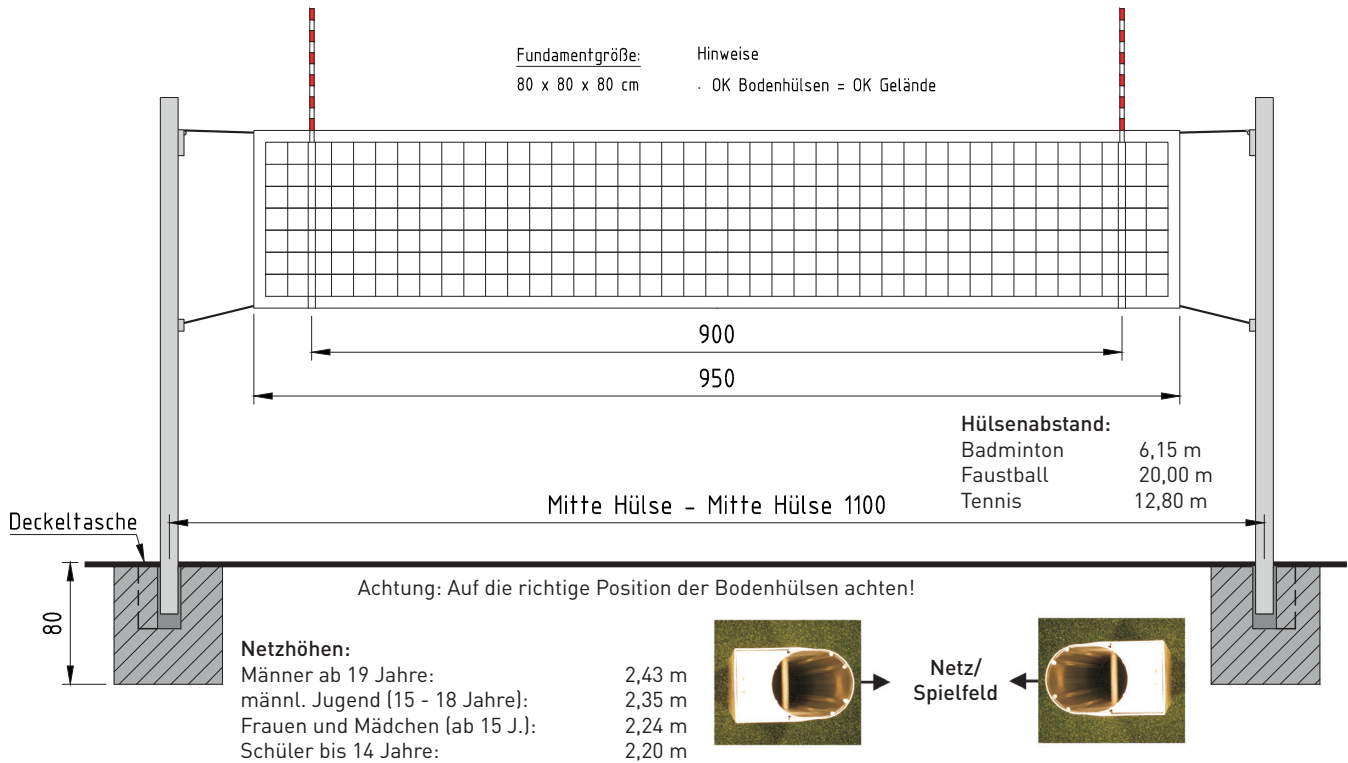 Fundamentgröße:
80 x 80 x 80 cm
Hinweise
· OK Bodenhülsen = OK Gelände
900
950
Hülsenabstand:
Badminton 6,15 m
Faustball 20,00 m
Tennis 12,80 m
Mitte Hülse – Mitte Hülse 1100
Deckeltasche
80
Achtung: Auf die richtige Position der Bodenhülsen achten!
Netzhöhen:
Männer ab 19 Jahre: 2,43 m
männl. Jugend (15 - 18 Jahre): 2,35 m
Frauen und Mädchen (ab 15 J.): 2,24 m
Schüler bis 14 Jahre: 2,20 m
Netz/
Spielfeld